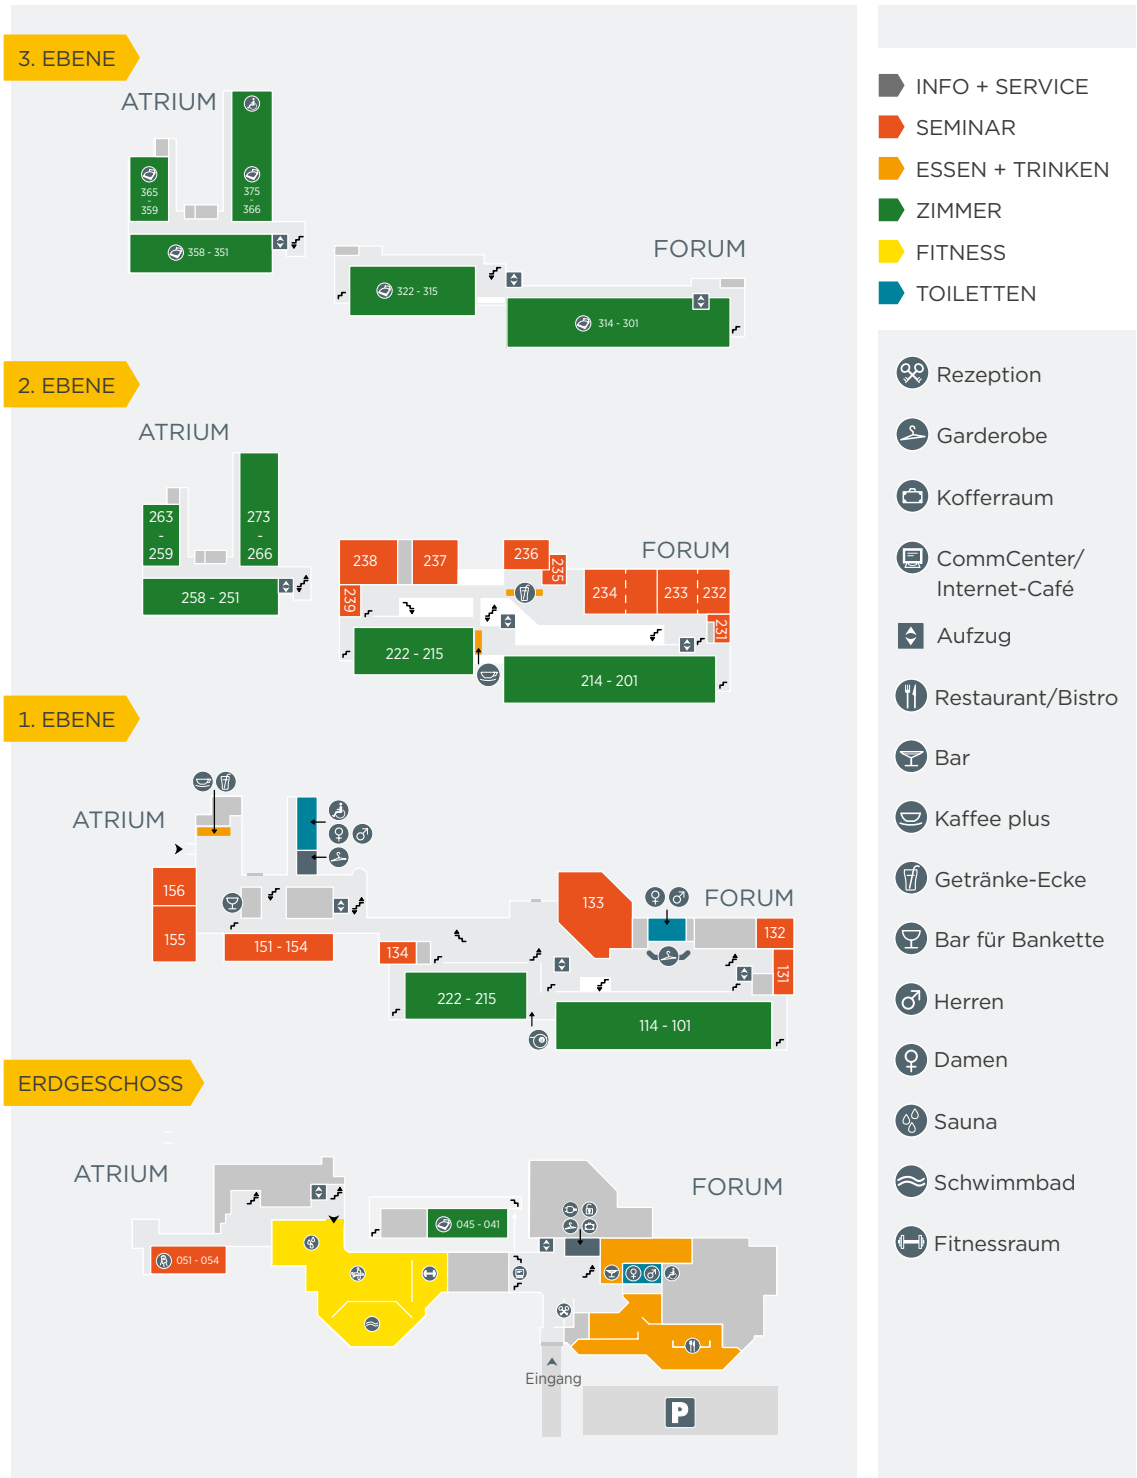 3. EBENE
ATRIUM
365
-
359
375
-
366
358 - 351
FORUM
322 - 315
314 - 301
2. EBENE
ATRIUM
263
-
259
273
-
266
258 - 251
FORUM
238
237
236
235
239
234
233
232
231
222 - 215
214 - 201
1. EBENE
ATRIUM
156
155
151 - 154
FORUM
133
134
132
131
222 - 215
114 - 101
ERDGESCHOSS
ATRIUM
051 - 054
045 - 041
FORUM
Eingang
P
INFO + SERVICE
SEMINAR
ESSEN + TRINKEN
ZIMMER
FITNESS
TOILETTEN
Rezeption
Garderobe
Kofferraum
CommCenter/
Internet-Café
Aufzug
Restaurant/Bistro
Bar
Kaffee plus
Getränke-Ecke
Bar für Bankette
Herren
Damen
Sauna
Schwimmbad
Fitnessraum